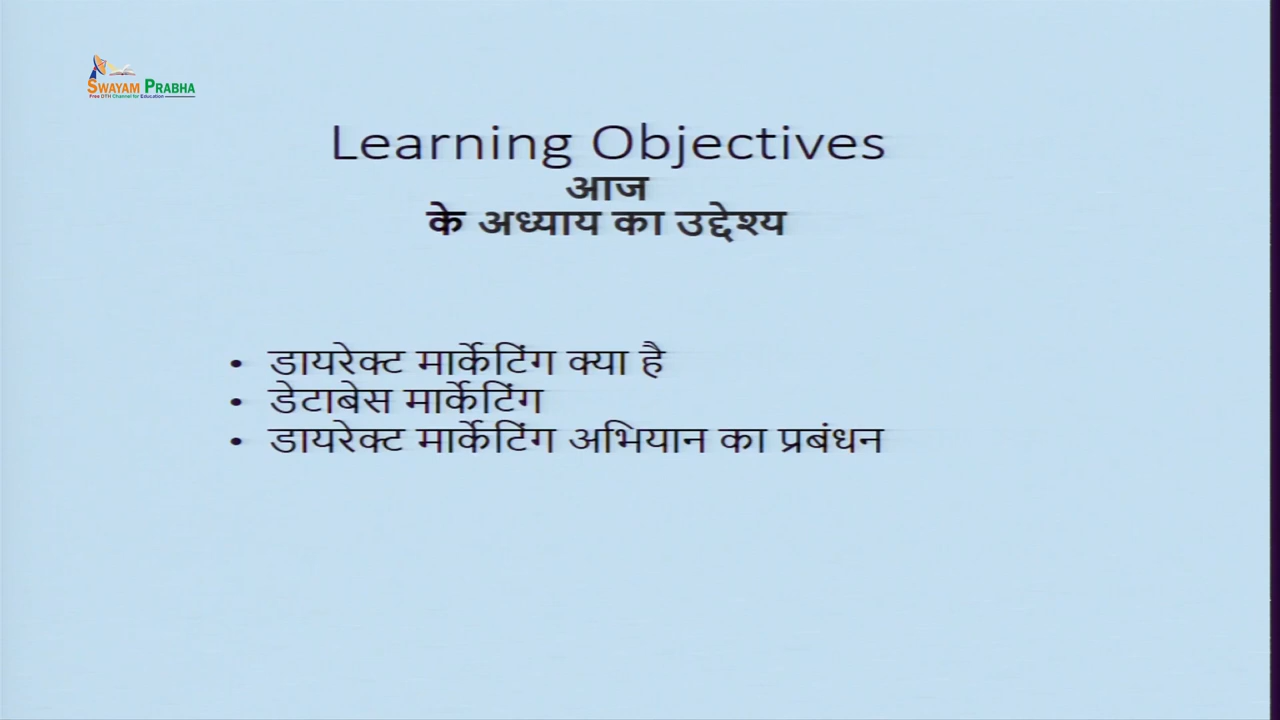 SWAYAM PRABHA
Free DTH Channel for Education
Learning Objectives
आज
के अध्याय का उद्देश्य
• डायरेक्ट मार्केटिंग क्या है
• डेटाबेस मार्केटिंग
• डायरेक्ट मार्केटिंग अभियान का प्रबंधन